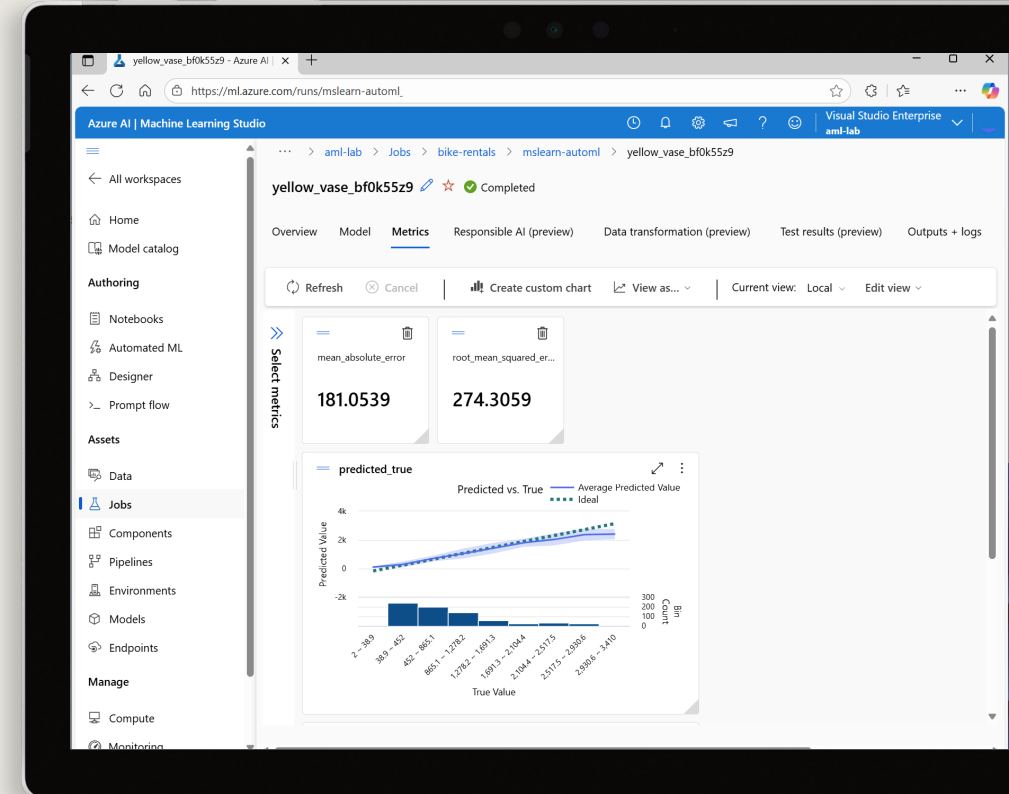 yellow_vase_bf0k55z9 - Azure AI
https://ml.azure.com/runs/mslearn-automl_
Azure AI | Machine Learning Studio
Visual Studio Enterprise
aml-lab
All workspaces
Home
Model catalog
Authoring
Notebooks
Automated ML
Designer
Prompt flow
Assets
Data
Jobs
Components
Pipelines
Environments
Models
Endpoints
Manage
Compute
Monitoring
... > aml-lab > Jobs > bike-rentals > mslearn-automl > yellow_vase_bf0k55z9
yellow_vase_bf0k55z9 Completed
Overview Model Metrics Responsible AI (preview) Data transformation (preview) Test results (preview) Outputs + logs
Refresh Cancel | Create custom chart View as... | Current view: Local Edit view
Select metrics
mean_absolute_error
181.0539
root_mean_squared_er...
274.3059
predicted_true
Predicted vs. True
Average Predicted Value
Ideal
Predicted Value
4k
2k
0
-2k
300
200
100
0
Bin
Count
2 ~ 38.9
38.9 ~ 452
452 ~ 865.1
865.1 ~ 1,278.2
1,278.2 ~ 1,691.3
1,691.3 ~ 2,104.4
2,104.4 ~ 2,517.5
2,517.5 ~ 2,930.6
2,930.6 ~ 3,410
True Value